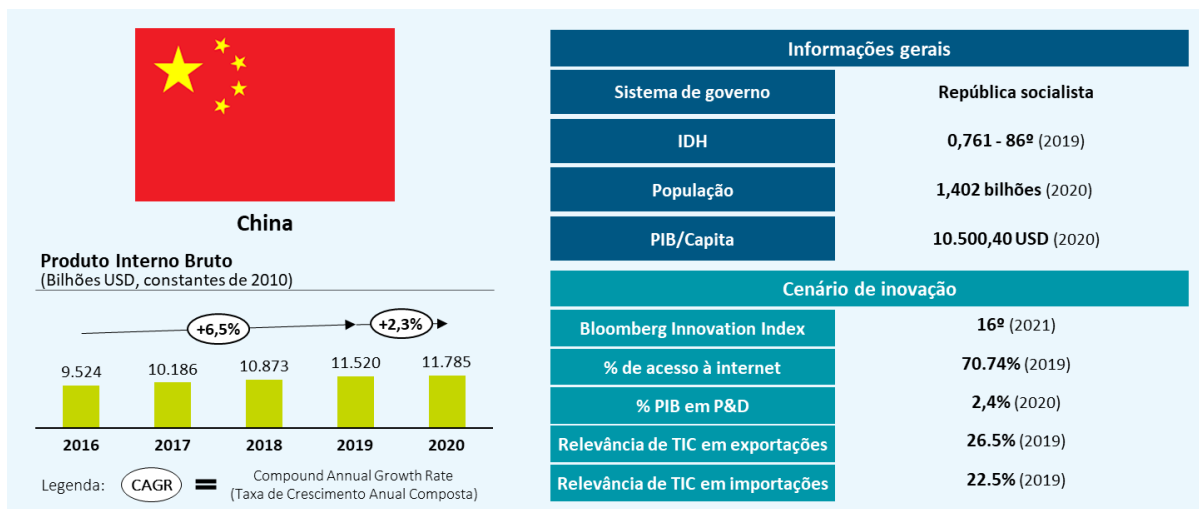 China
Produto Interno Bruto
(Bilhões USD, constantes de 2010)
+6,5%
+2,3%
9.524
10.186
10.873
11.520
11.785
2016
2017
2018
2019
2020
Legenda:
CAGR
=
Compound Annual Growth Rate
(Taxa de Crescimento Anual Composta)
Informações gerais
Sistema de governo
República socialista
IDH
0,761 - 86º (2019)
População
1,402 bilhões (2020)
PIB/Capita
10.500,40 USD (2020)
Cenário de inovação
Bloomberg Innovation Index
16º (2021)
% de acesso à internet
70.74% (2019)
% PIB em P&D
2,4% (2020)
Relevância de TIC em exportações
26.5% (2019)
Relevância de TIC em importações
22.5% (2019)